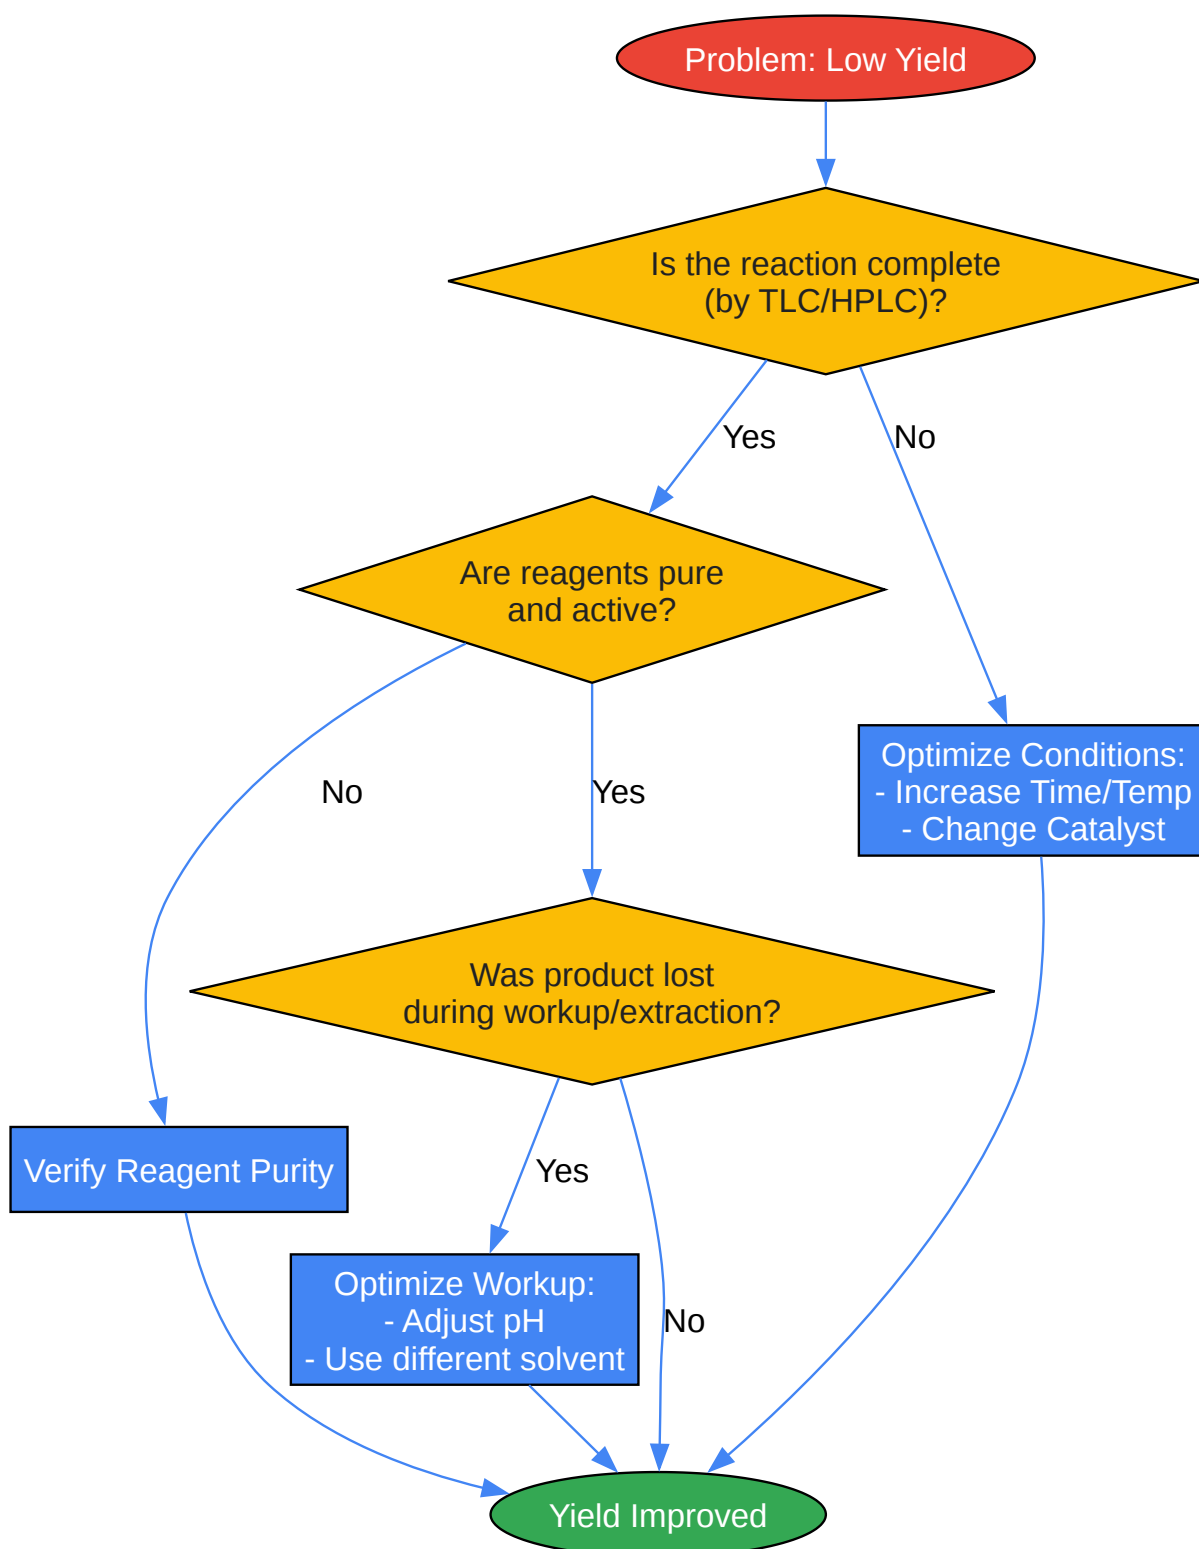 Problem: Low Yield
Is the reaction complete
(by TLC/HPLC)?
Yes
No
Are reagents pure
and active?
Optimize Conditions:
- Increase Time/Temp
- Change Catalyst
No
Yes
Was product lost
during workup/extraction?
Verify Reagent Purity
Yes
Optimize Workup:
- Adjust pH
- Use different solvent
No
Yield Improved